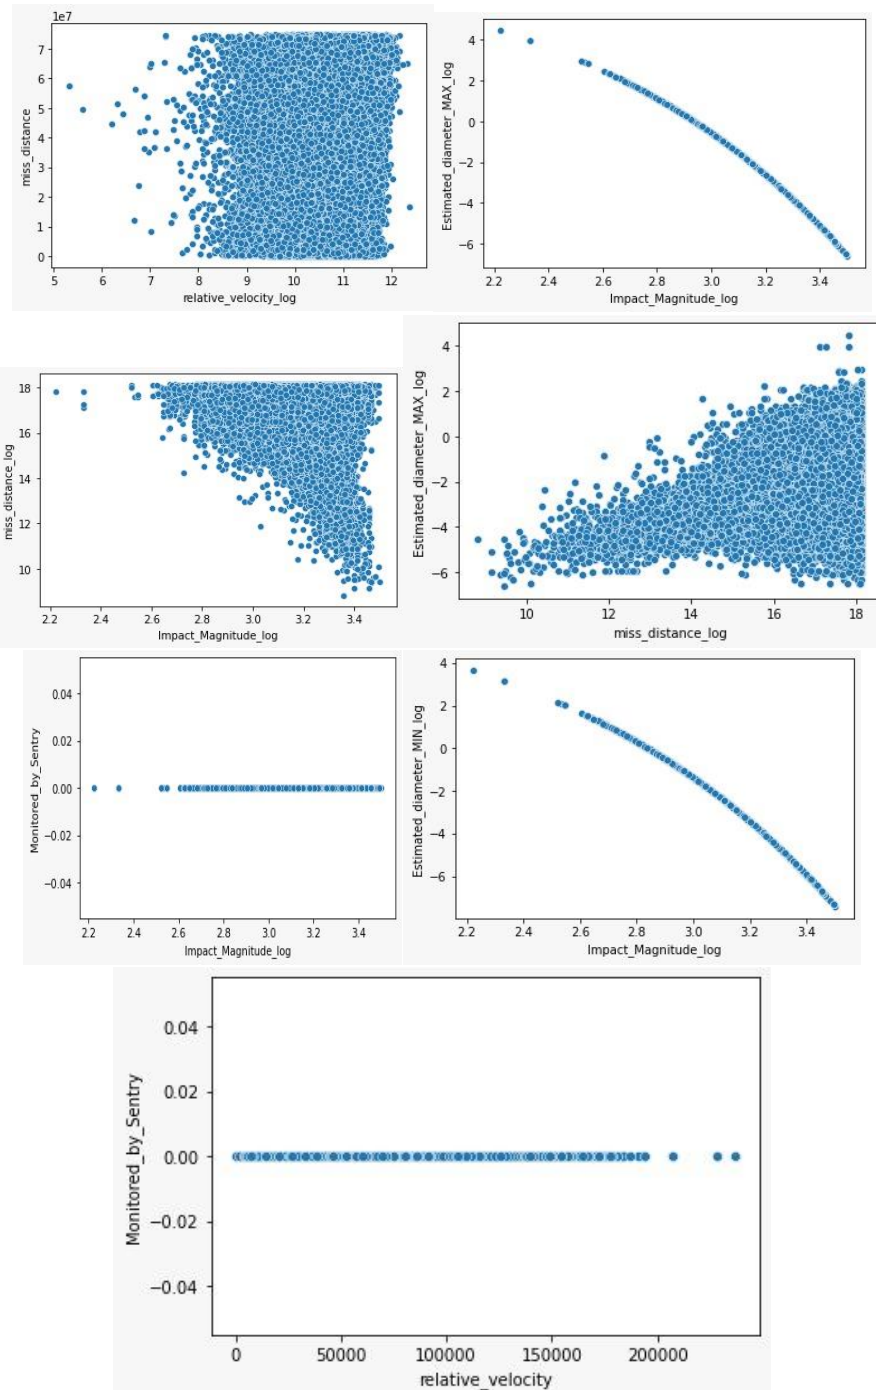 1e7
7
6
5
4
3
2
1
0
miss_distance
5 6 7 8 9 10 11 12
relative_velocity_log
4
2
0
−2
−4
−6
Estimated_diameter_MAX_log
2.2 2.4 2.6 2.8 3.0 3.2 3.4
Impact_Magnitude_log
18
16
14
12
10
miss_distance_log
2.2 2.4 2.6 2.8 3.0 3.2 3.4
Impact_Magnitude_log
4
2
0
−2
−4
−6
Estimated_diameter_MAX_log
10 12 14 16 18
miss_distance_log
0.04
0.02
0.00
−0.02
−0.04
Monitored_by_Sentry
2.2 2.4 2.6 2.8 3.0 3.2 3.4
Impact_Magnitude_log
4
2
0
−2
−4
−6
Estimated_diameter_MIN_log
2.2 2.4 2.6 2.8 3.0 3.2 3.4
Impact_Magnitude_log
0.04
0.02
0.00
−0.02
−0.04
Monitored_by_Sentry
0 50000 100000 150000 200000
relative_velocity